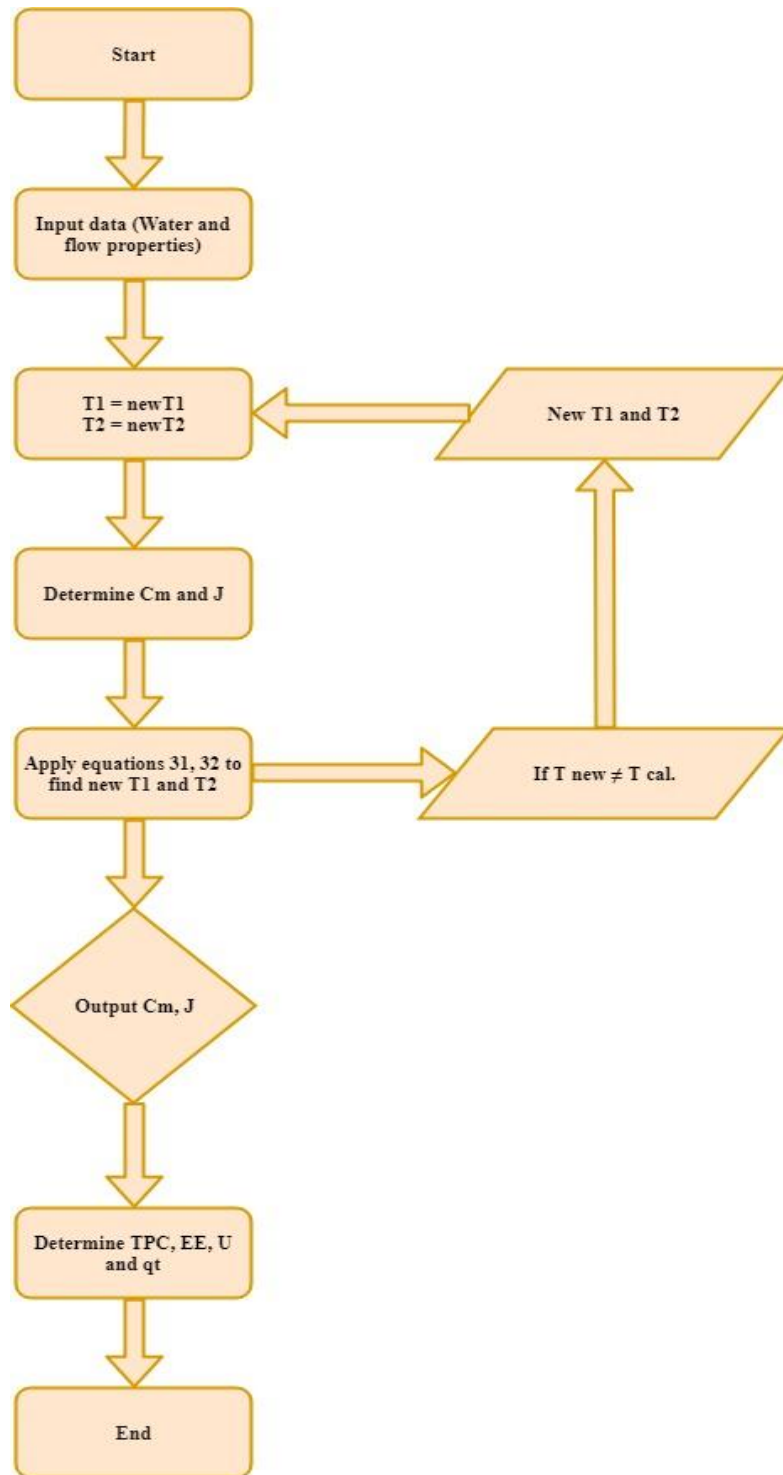 Start
Input data (Water and
flow properties)
T1 = newT1
T2 = newT2
New T1 and T2
Determine Cm and J
Apply equations 31, 32 to
find new T1 and T2
If T new ≠ T cal.
Output Cm, J
Determine TPC, EE, U
and qt
End